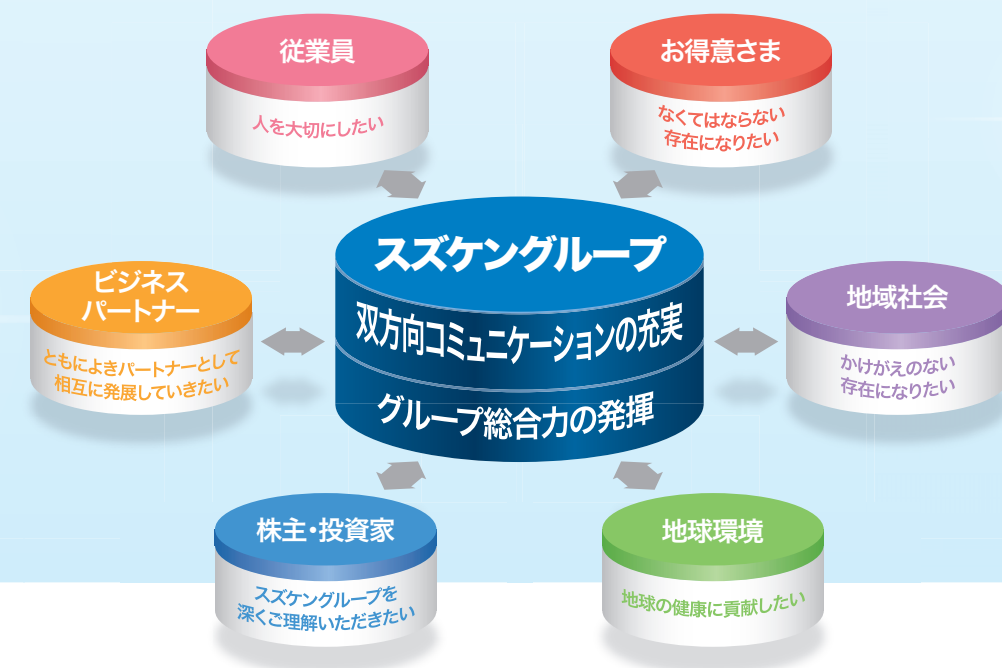 従業員
人を大切にしたい
お得意さま
なくてはならない
存在になりたい
スズケングループ
双方向コミュニケーションの充実
グループ総合力の発揮
ビジネス
パートナー
ともによきパートナーとして
相互に発展していきたい
地域社会
かけがえのない
存在になりたい
株主・投資家
スズケングループを
深くご理解いただきたい
地球環境
地球の健康に貢献したい